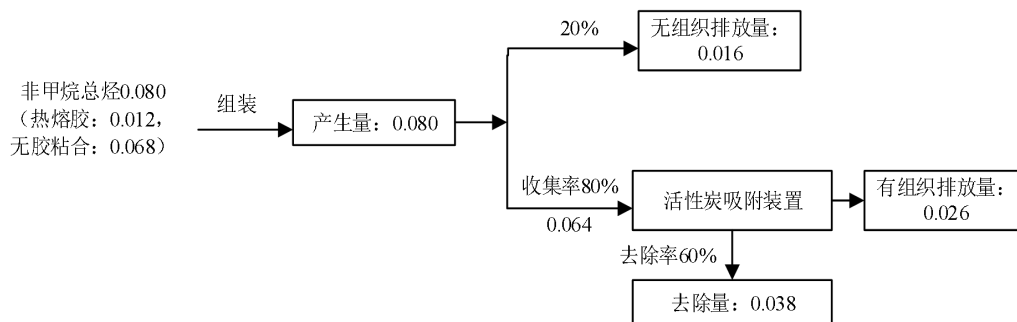 非甲烷总烃0.080
（热熔胶：0.012，
无胶粘合：0.068）
组装
产生量：0.080
20%
无组织排放量：
0.016
收集率80%
0.064
活性炭吸附装置
有组织排放量：
0.026
去除率60%
去除量：0.038